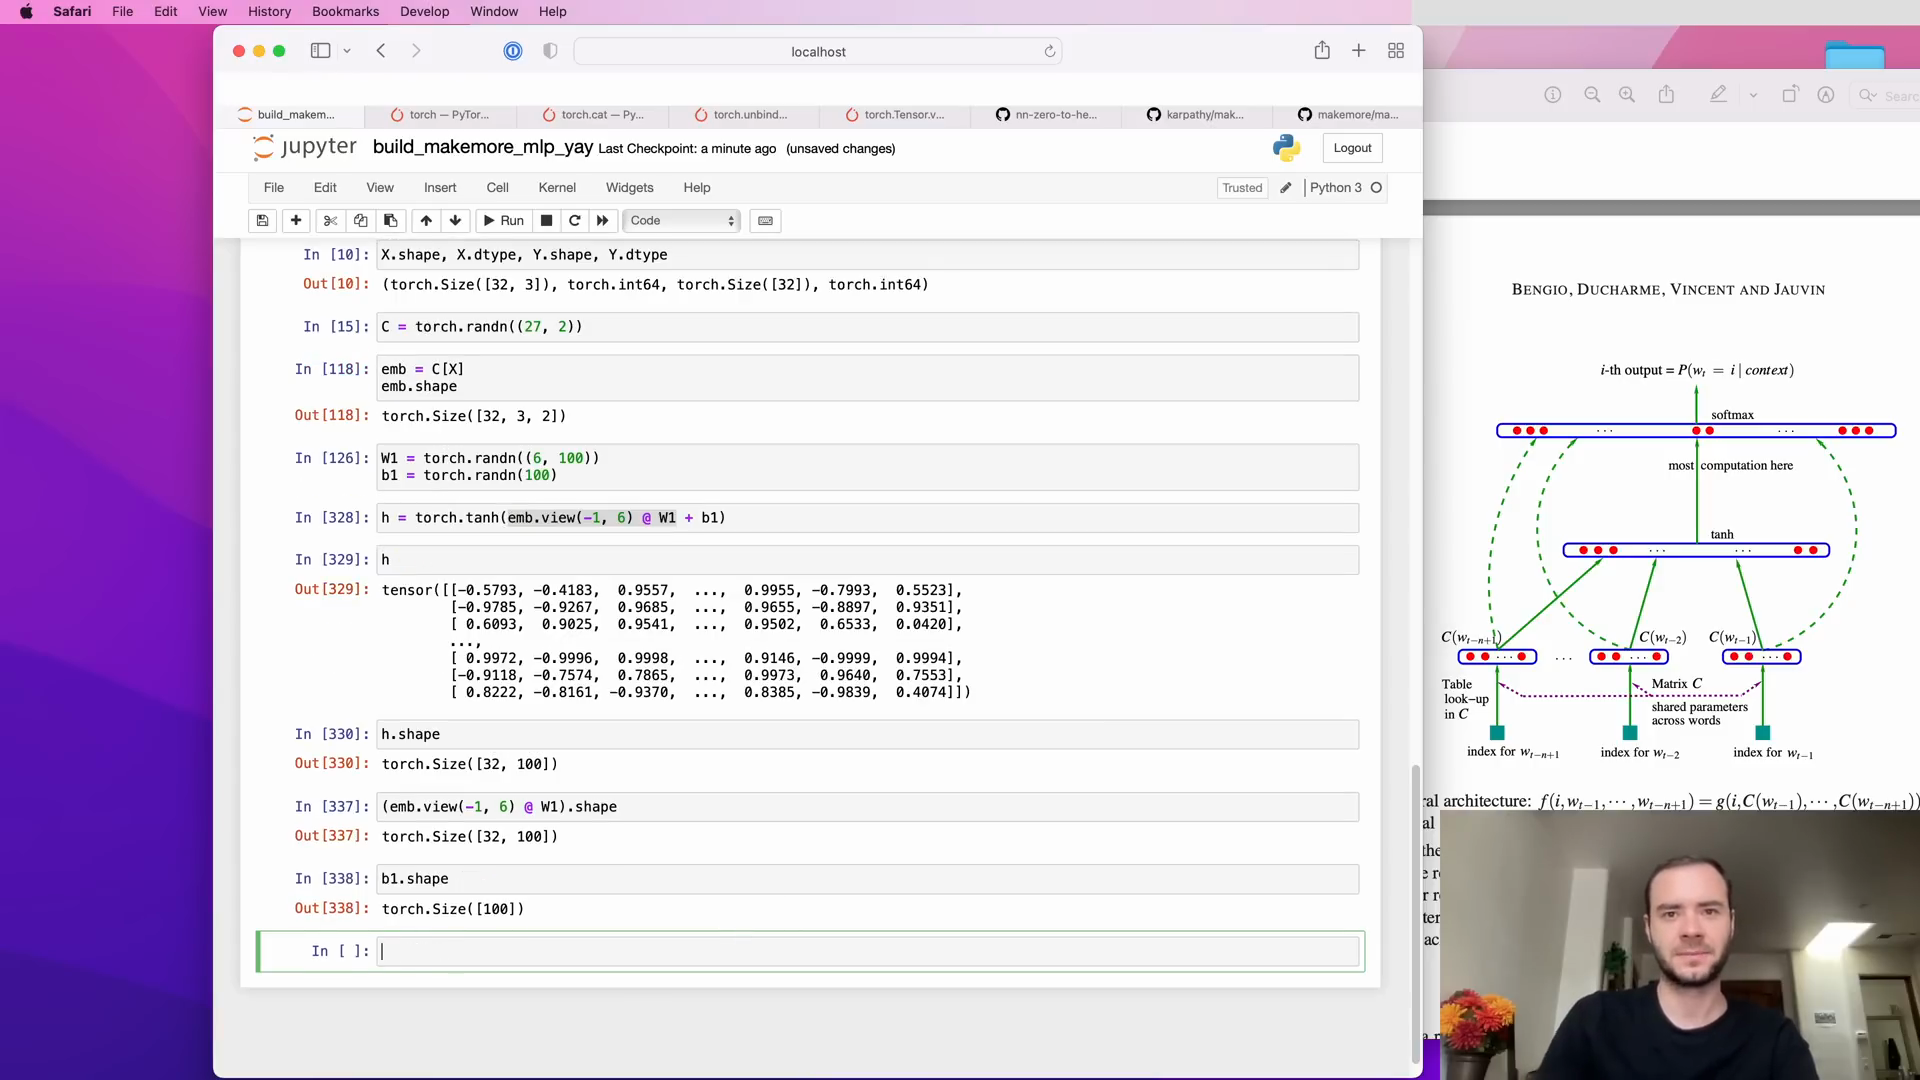 Safari File Edit View History Bookmarks Develop Window Help
localhost
build_makem... torch — PyTor... torch.cat — Py... torch.unbind... torch.Tensor.v... nn-zero-to-he... karpathy/mak... makemore/ma...
Search
jupyter build_makemore_mlp_yay Last Checkpoint: a minute ago (unsaved changes) Logout
File Edit View Insert Cell Kernel Widgets Help Trusted Python 3
Run Code
In [10]: X.shape, X.dtype, Y.shape, Y.dtype
Out[10]: (torch.Size([32, 3]), torch.int64, torch.Size([32]), torch.int64)
In [15]: C = torch.randn((27, 2))
In [118]: emb = C[X]
emb.shape
Out[118]: torch.Size([32, 3, 2])
In [126]: W1 = torch.randn((6, 100))
b1 = torch.randn(100)
In [328]: h = torch.tanh(emb.view(-1, 6) @ W1 + b1)
In [329]: h
Out[329]: tensor([[-0.5793, -0.4183, 0.9557, ..., 0.9955, -0.7993, 0.5523],
[-0.9785, -0.9267, 0.9685, ..., 0.9655, -0.8897, 0.9351],
[ 0.6093, 0.9025, 0.9541, ..., 0.9502, 0.6533, 0.0420],
...,
[ 0.9972, -0.9996, 0.9998, ..., 0.9146, -0.9999, 0.9994],
[-0.9118, -0.7574, 0.7865, ..., 0.9973, 0.9640, 0.7553],
[ 0.8222, -0.8161, -0.9370, ..., 0.8385, -0.9839, 0.4074]])
In [330]: h.shape
Out[330]: torch.Size([32, 100])
In [337]: (emb.view(-1, 6) @ W1).shape
Out[337]: torch.Size([32, 100])
In [338]: b1.shape
Out[338]: torch.Size([100])
In [ ]:
BENGIO, DUCHARME, VINCENT AND JAUVIN
i-th output = P(w_t = i | context)
softmax
... ... 
most computation here
tanh
... ...
C(w_{t-n+1}) C(w_{t-2}) C(w_{t-1})
... ... ... ...
Table
look-up
in C
Matrix C
shared parameters
across words
index for w_{t-n+1} index for w_{t-2} index for w_{t-1}
ral architecture: f(i,w_{t-1},⋯,w_{t-n+1}) = g(i,C(w_{t-1}),⋯,C(w_{t-n+1}))
al
the